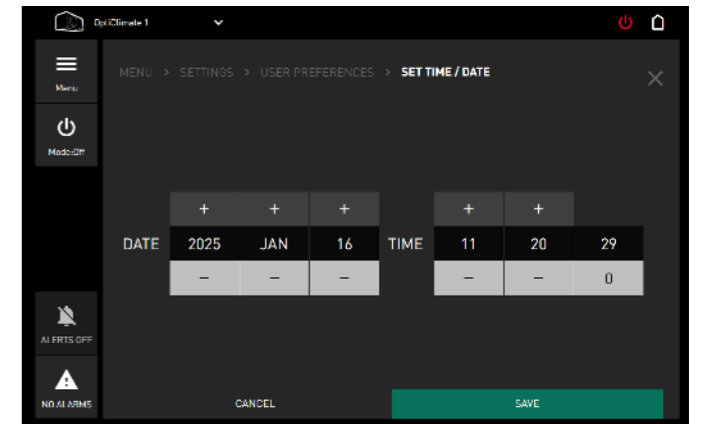 OptiClimate 1
Menu
MENU > SETTINGS > USER PREFERENCES > SET TIME / DATE
Mode:Off
+ + + + +
DATE 2025 JAN 16 TIME 11 20 29
– – – – – 0
ALERTS OFF
NO ALARMS
CANCEL SAVE